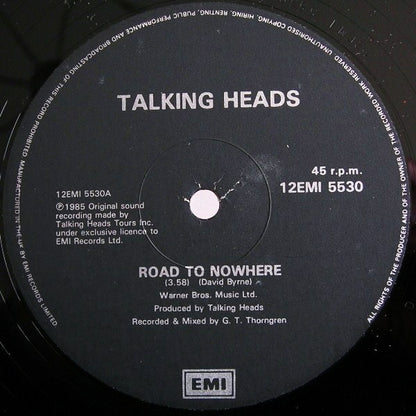 UNAUTHORISED COPYING, HIRING, RENTING, PUBLIC PERFORMANCE AND BROADCASTING OF THIS RECORD PROHIBITED
ALL RIGHTS OF THE PRODUCER AND OF THE OWNER OF THE RECORDED WORK RESERVED
MANUFACTURED IN THE UK BY EMI RECORDS LIMITED
TALKING HEADS
45 r.p.m.
12EMI 5530A
12EMI 5530
℗1985 Original sound
recording made by
Talking Heads Tours Inc.
under exclusive licence to
EMI Records Ltd.
ROAD TO NOWHERE
(3.58) (David Byrne)
Warner Bros. Music Ltd.
Produced by Talking Heads
Recorded & Mixed by G. T. Thorngren
EMI